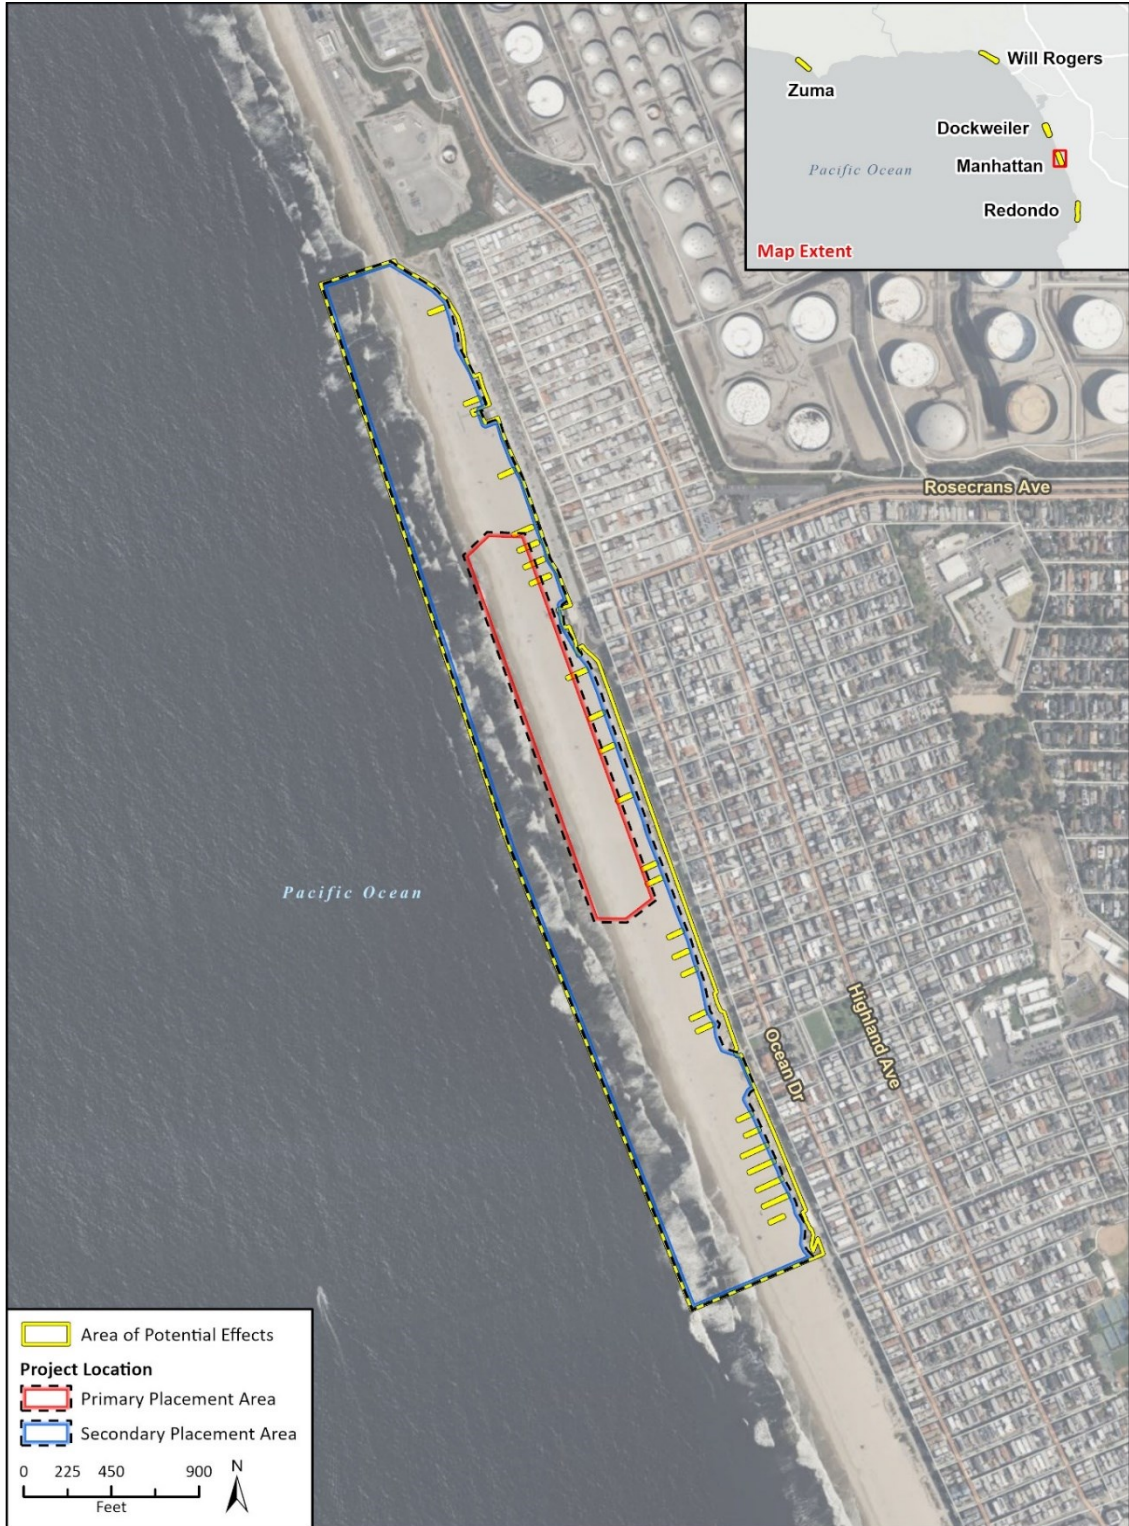 Will Rogers
Zuma
Dockweiler
Manhattan
Pacific Ocean
Redondo
Map Extent
Rosecrans Ave
Pacific Ocean
Highland Ave
Ocean Dr
Area of Potential Effects
Project Location
Primary Placement Area
Secondary Placement Area
0 225 450 900
Feet
N